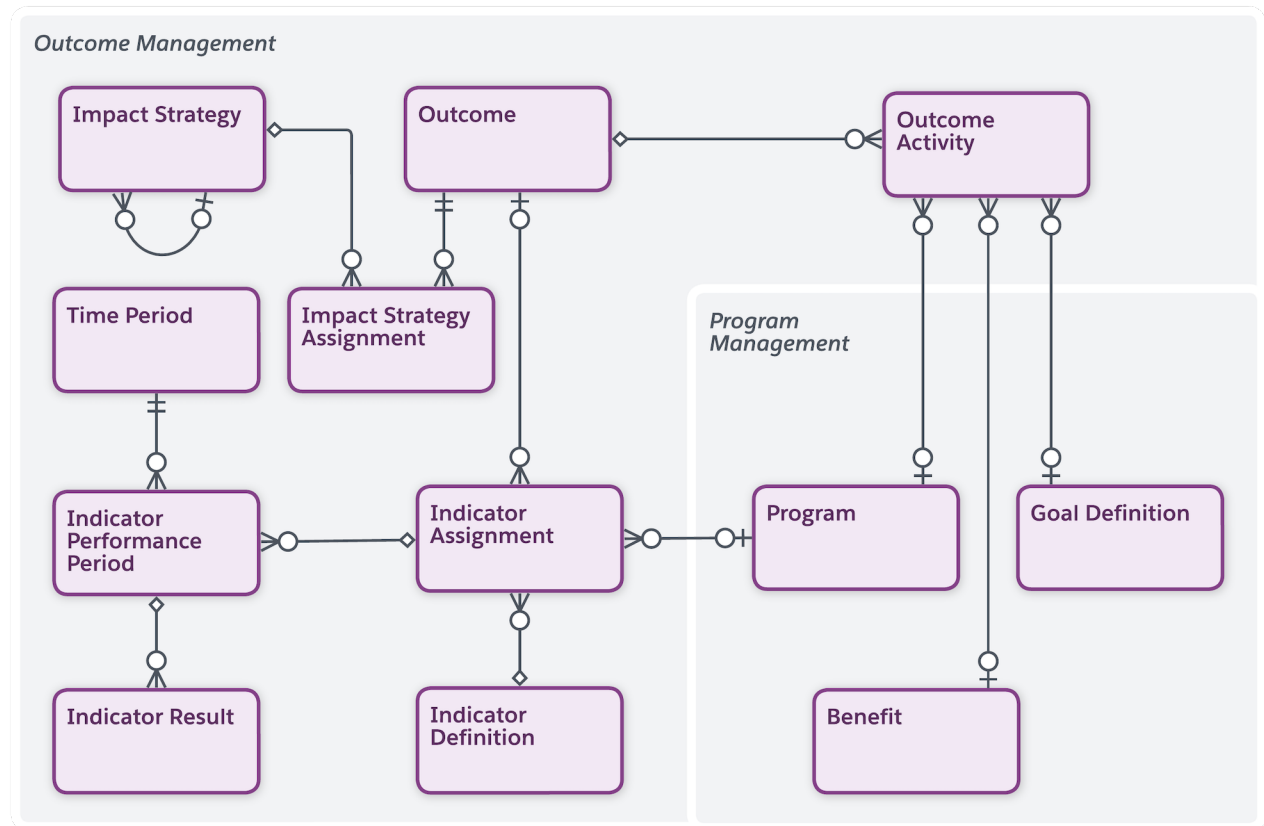 Outcome Management
Impact Strategy
Outcome
Outcome
Activity
Time Period
Impact Strategy
Assignment
Program
Management
Indicator
Performance
Period
Indicator
Assignment
Program
Goal Definition
Indicator Result
Indicator
Definition
Benefit